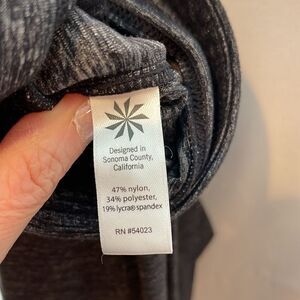 Designed in
Sonoma County,
California
47% nylon,
34% polyester,
19% lycra® spandex
RN #54023